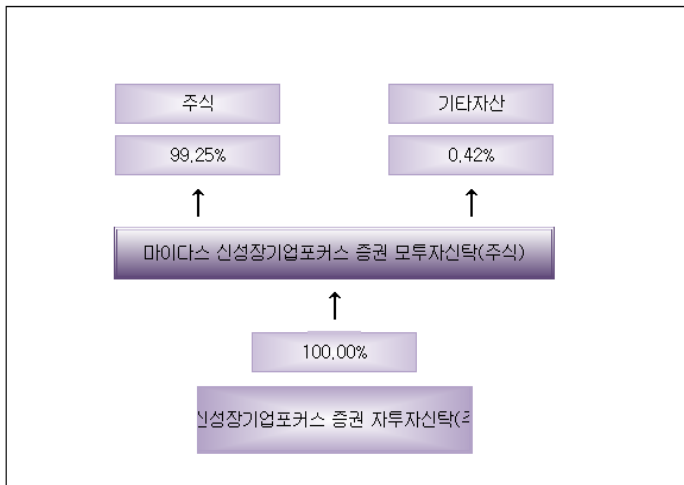 주식 기타자산
99,25% 0,42%
마이다스 신성장기업포커스 증권 모투자신탁(주식)
100,00%
신성장기업포커스 증권 자투자신탁(주